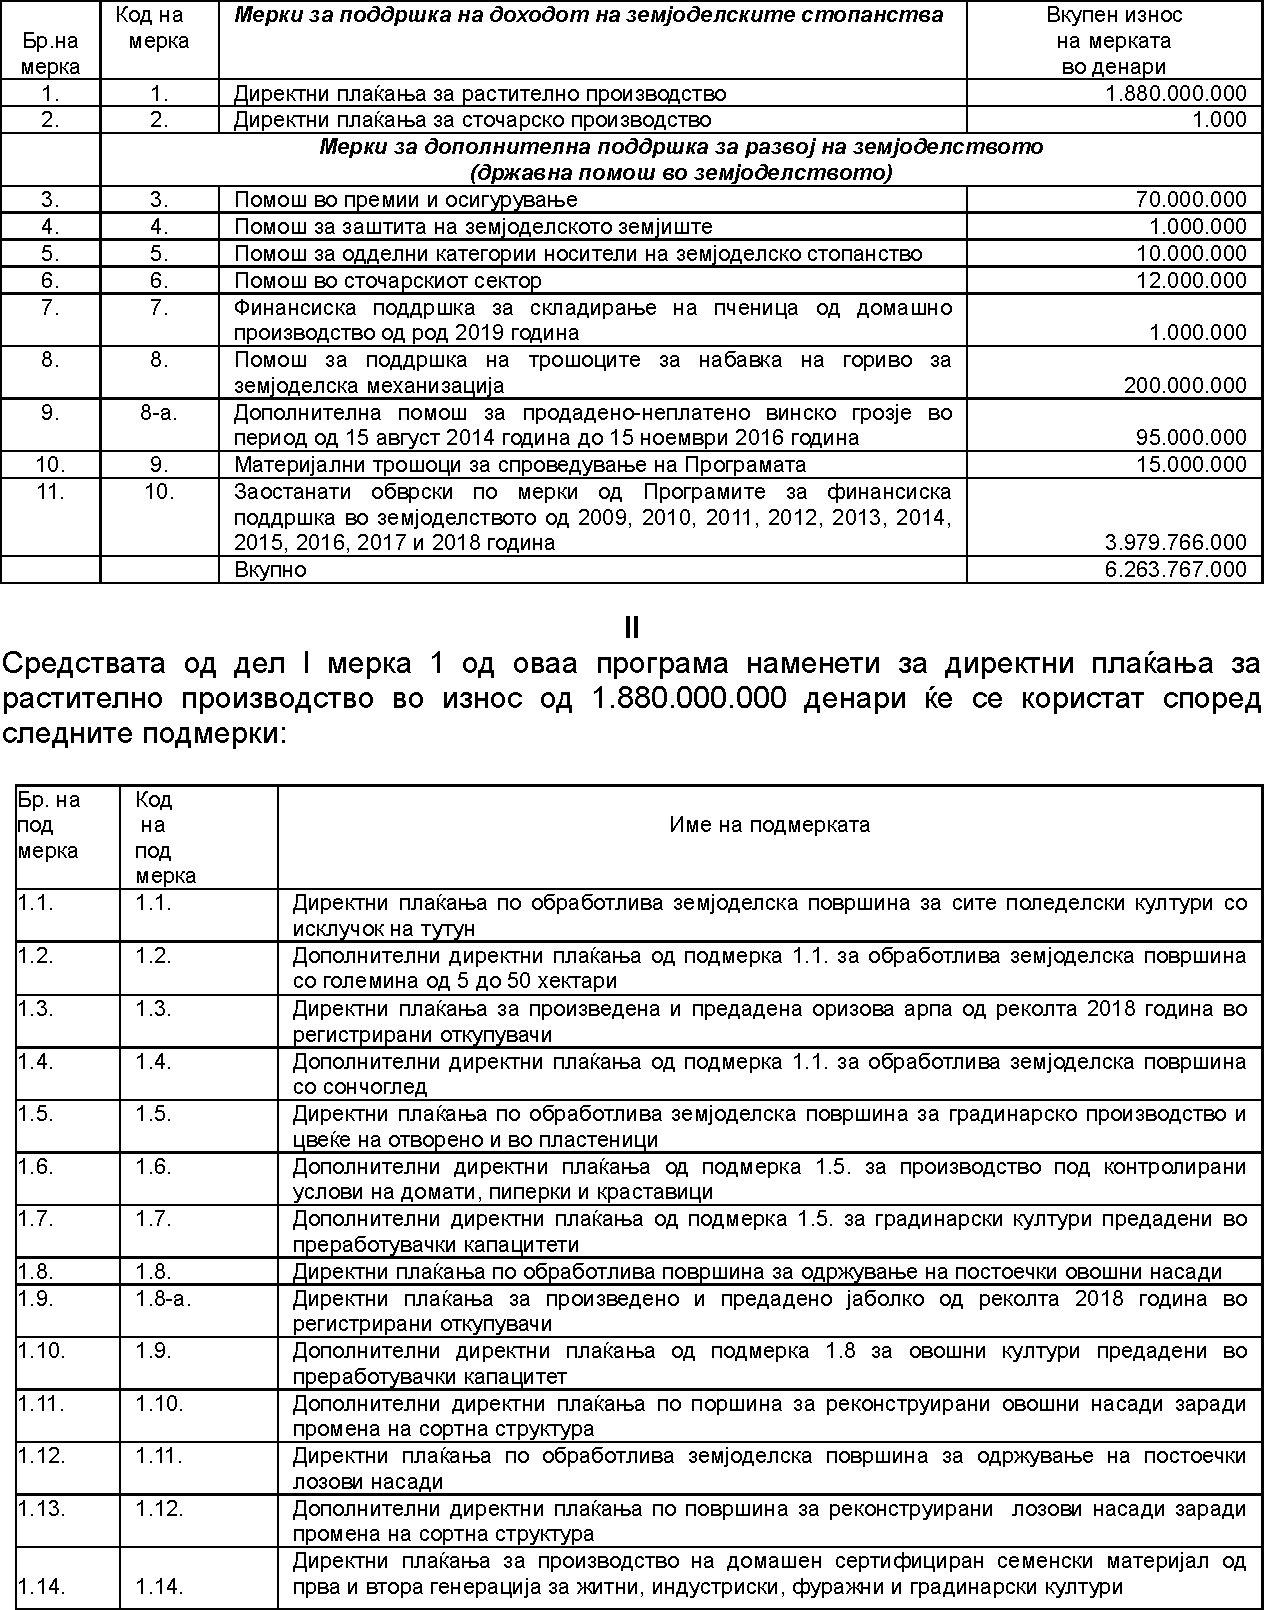 Бр.на мерка | Код на мерка | Мерки за поддршка на доходот на земјоделските стопанства | Вкупен износ на мерката во денари
1. 1. Директни плаќања за растително производство 1.880.000.000
2. 2. Директни плаќања за сточарско производство 1.000
Мерки за дополнителна поддршка за развој на земјоделството
(државна помош во земјоделството)
3. 3. Помош во премии и осигурување 70.000.000
4. 4. Помош за заштита на земјоделското земјиште 1.000.000
5. 5. Помош за одделни категории носители на земјоделско стопанство 10.000.000
6. 6. Помош во сточарскиот сектор 12.000.000
7. 7. Финансиска поддршка за складирање на пченица од домашно
производство од род 2019 година 1.000.000
8. 8. Помош за поддршка на трошоците за набавка на гориво за
земјоделска механизација 200.000.000
9. 8-а. Дополнителна помош за продадено-неплатено винско грозје во
период од 15 август 2014 година до 15 ноември 2016 година 95.000.000
10. 9. Материјални трошоци за спроведување на Програмата 15.000.000
11. 10. Заостанати обврски по мерки од Програмите за финансиска
поддршка во земјоделството од 2009, 2010, 2011, 2012, 2013, 2014,
2015, 2016, 2017 и 2018 година 3.979.766.000
Вкупно 6.263.767.000
II
Средствата од дел I мерка 1 од оваа програма наменети за директни плаќања за
растително производство во износ од 1.880.000.000 денари ќе се користат според
следните подмерки:
Бр. на под мерка | Код на под мерка | Име на подмерката
1.1. 1.1. Директни плаќања по обработлива земјоделска површина за сите поледелски култури со
исклучок на тутун
1.2. 1.2. Дополнителни директни плаќања од подмерка 1.1. за обработлива земјоделска површина
со големина од 5 до 50 хектари
1.3. 1.3. Директни плаќања за произведена и предадена оризова арпа од реколта 2018 година во
регистрирани откупувачи
1.4. 1.4. Дополнителни директни плаќања од подмерка 1.1. за обработлива земјоделска површина
со сончоглед
1.5. 1.5. Директни плаќања по обработлива земјоделска површина за градинарско производство и
цвеќе на отворено и во пластеници
1.6. 1.6. Дополнителни директни плаќања од подмерка 1.5. за производство под контролирани
услови на домати, пиперки и краставици
1.7. 1.7. Дополнителни директни плаќања од подмерка 1.5. за градинарски култури предадени во
преработувачки капацитети
1.8. 1.8. Директни плаќања по обработлива површина за одржување на постоечки овошни насади
1.9. 1.8-а. Директни плаќања за произведено и предадено јаболко од реколта 2018 година во
регистрирани откупувачи
1.10. 1.9. Дополнителни директни плаќања од подмерка 1.8 за овошни култури предадени во
преработувачки капацитет
1.11. 1.10. Дополнителни директни плаќања по поршина за реконструирани овошни насади заради
промена на сортна структура
1.12. 1.11. Директни плаќања по обработлива земјоделска површина за одржување на постоечки
лозови насади
1.13. 1.12. Дополнителни директни плаќања по површина за реконструирани лозови насади заради
промена на сортна структура
1.14. 1.14. Директни плаќања за производство на домашен сертифициран семенски материјал од
прва и втора генерација за житни, индустриски, фуражни и градинарски култури